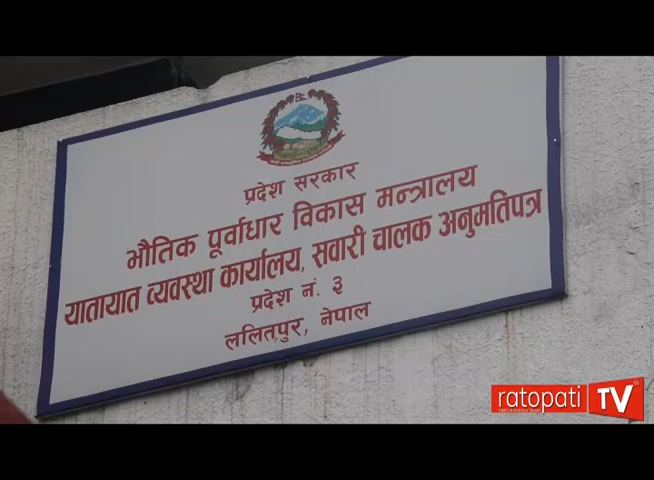 प्रदेश सरकार
भौतिक पूर्वाधार विकास मन्त्रालय
यातायात व्यवस्था कार्यालय, सवारी चालक अनुमतिपत्र
प्रदेश नं. ३
ललितपुर, नेपाल
ratopati TV